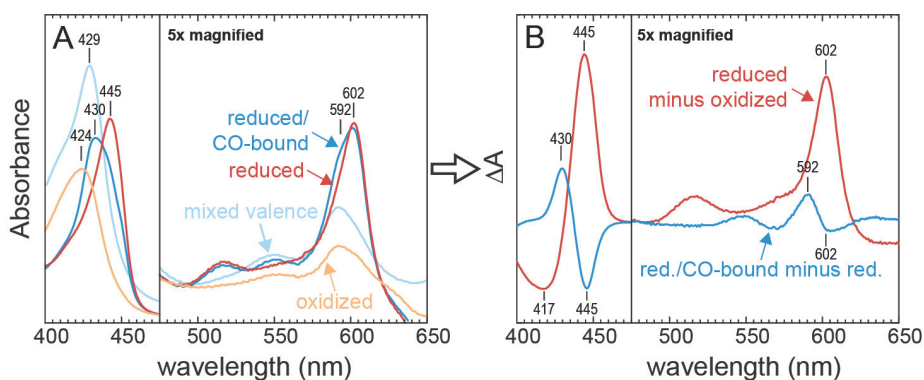 A
5x magnified
429
445
430
424
602
592
reduced/
CO-bound
reduced
mixed valence
oxidized
Absorbance
400 450 500 550 600 650
wavelength (nm)
B
5x magnified
445
602
reduced
minus oxidized
430
592
602
red./CO-bound minus red.
417 445
ΔA
400 450 500 550 600 650
wavelength (nm)